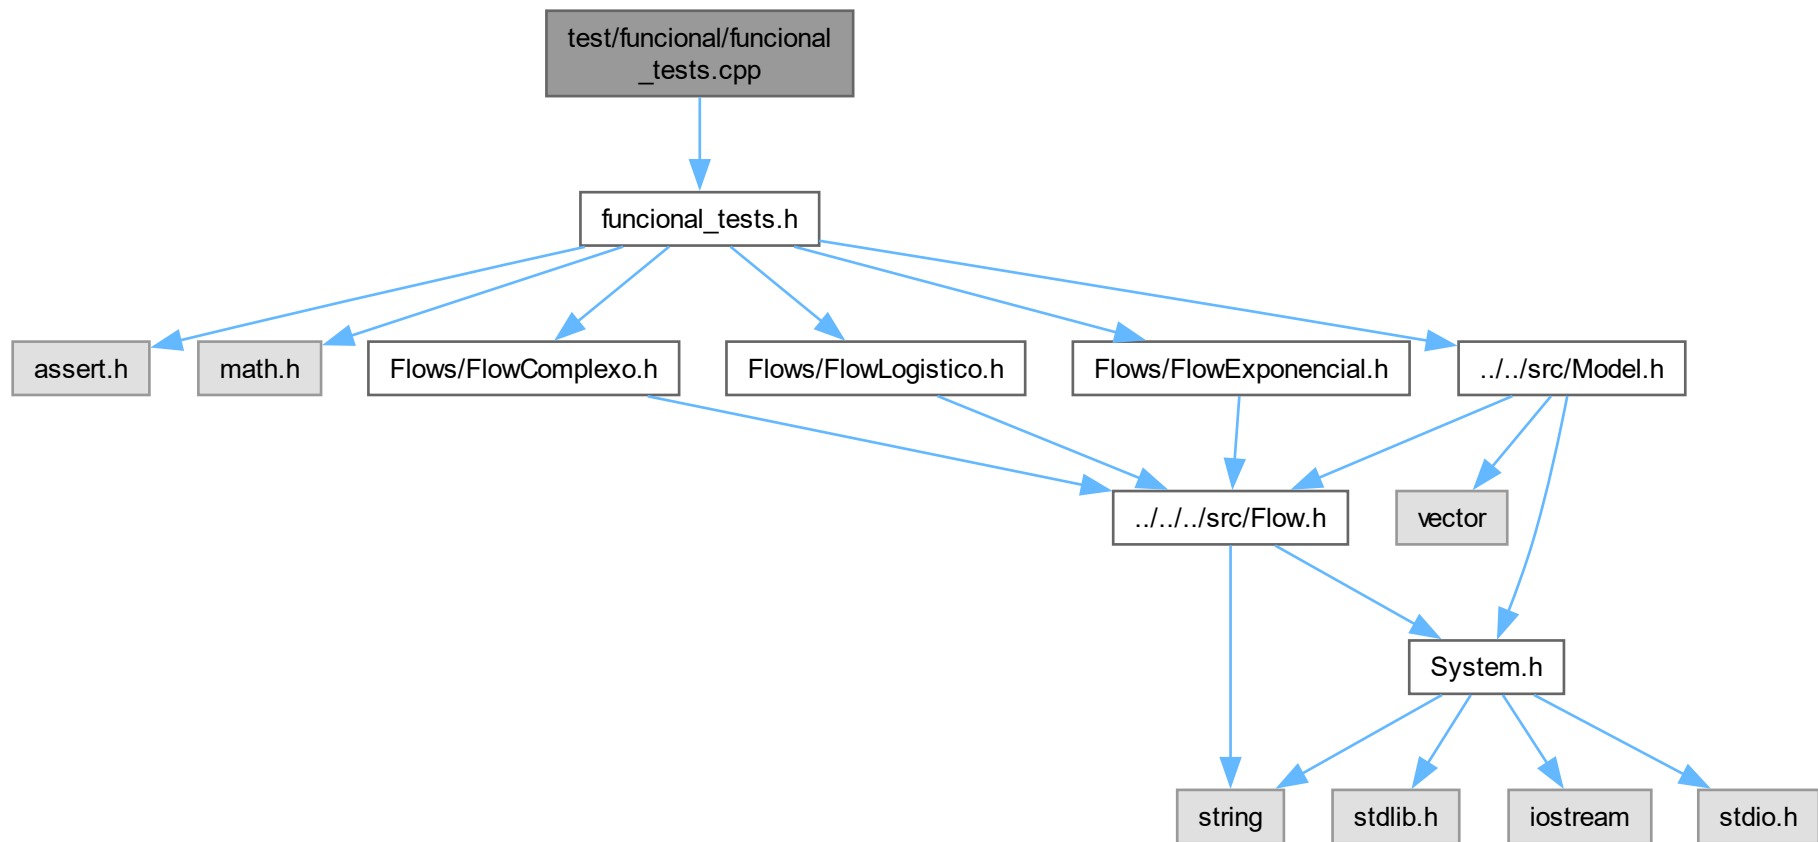 test/funcional/funcional
_tests.cpp
funcional_tests.h
assert.h
math.h
Flows/FlowComplexo.h
Flows/FlowLogistico.h
Flows/FlowExponencial.h
../../src/Model.h
../../../src/Flow.h
vector
System.h
string
stdlib.h
iostream
stdio.h